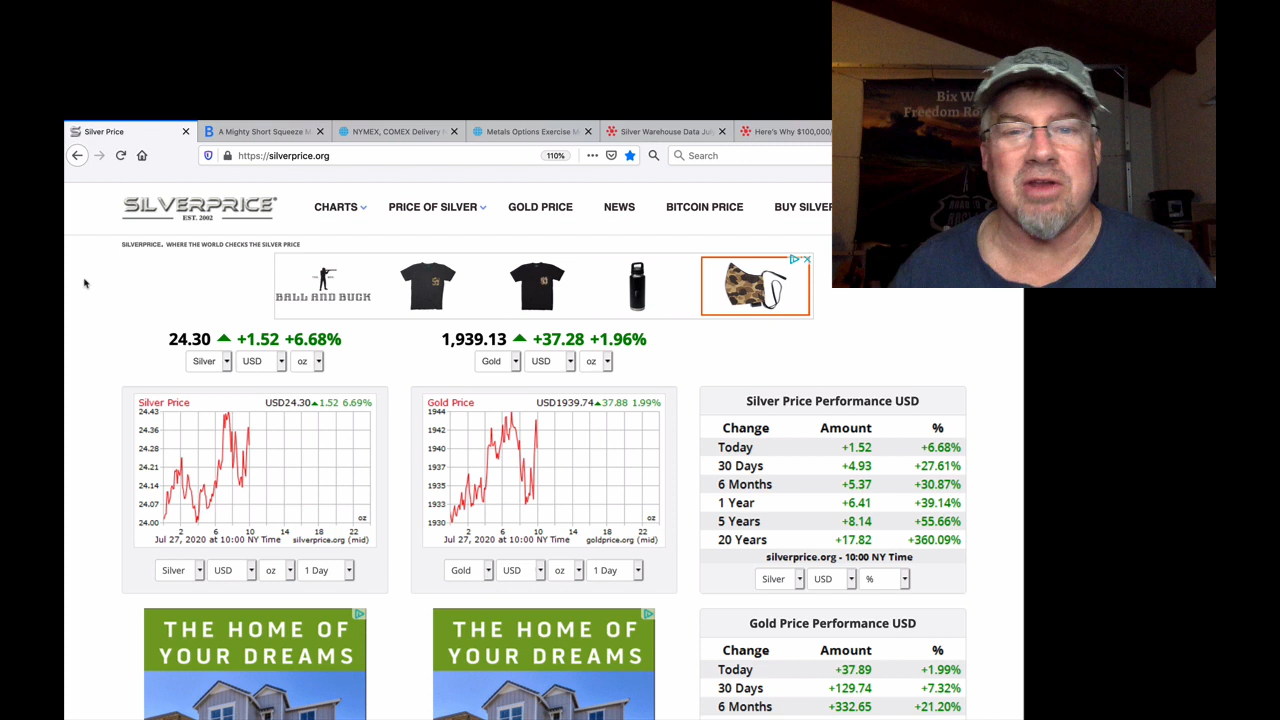 Bix W
Freedom Ro
Silver Price
A Mighty Short Squeeze M
NYMEX, COMEX Delivery
Metals Options Exercise M
Silver Warehouse Data Jul
Here's Why $100,000/
https://silverprice.org
110%
Search
SILVERPRICE®
EST. 2002
CHARTS
PRICE OF SILVER
GOLD PRICE
NEWS
BITCOIN PRICE
BUY SILVER
SILVERPRICE. WHERE THE WORLD CHECKS THE SILVER PRICE
BALL AND BUCK
24.30 +1.52 +6.68%
Silver USD oz
1,939.13 +37.28 +1.96%
Gold USD oz
Silver Price USD24.30 1.52 6.69%
24.43
24.36
24.28
24.21
24.14
24.07
24.00
oz
2 6 10 14 18 22
Jul 27, 2020 at 10:00 NY Time silverprice.org (mid)
Silver USD oz 1 Day
Gold Price USD1939.74 37.88 1.99%
1944
1942
1940
1937
1935
1933
1930
oz
2 6 10 14 18 22
Jul 27, 2020 at 10:00 NY Time goldprice.org (mid)
Gold USD oz 1 Day
Silver Price Performance USD
Change Amount %
Today +1.52 +6.68%
30 Days +4.93 +27.61%
6 Months +5.37 +30.87%
1 Year +6.41 +39.14%
5 Years +8.14 +55.66%
20 Years +17.82 +360.09%
silverprice.org - 10:00 NY Time
Silver USD %
THE HOME OF
YOUR DREAMS
THE HOME OF
YOUR DREAMS
Gold Price Performance USD
Change Amount %
Today +37.89 +1.99%
30 Days +129.74 +7.32%
6 Months +332.65 +21.20%